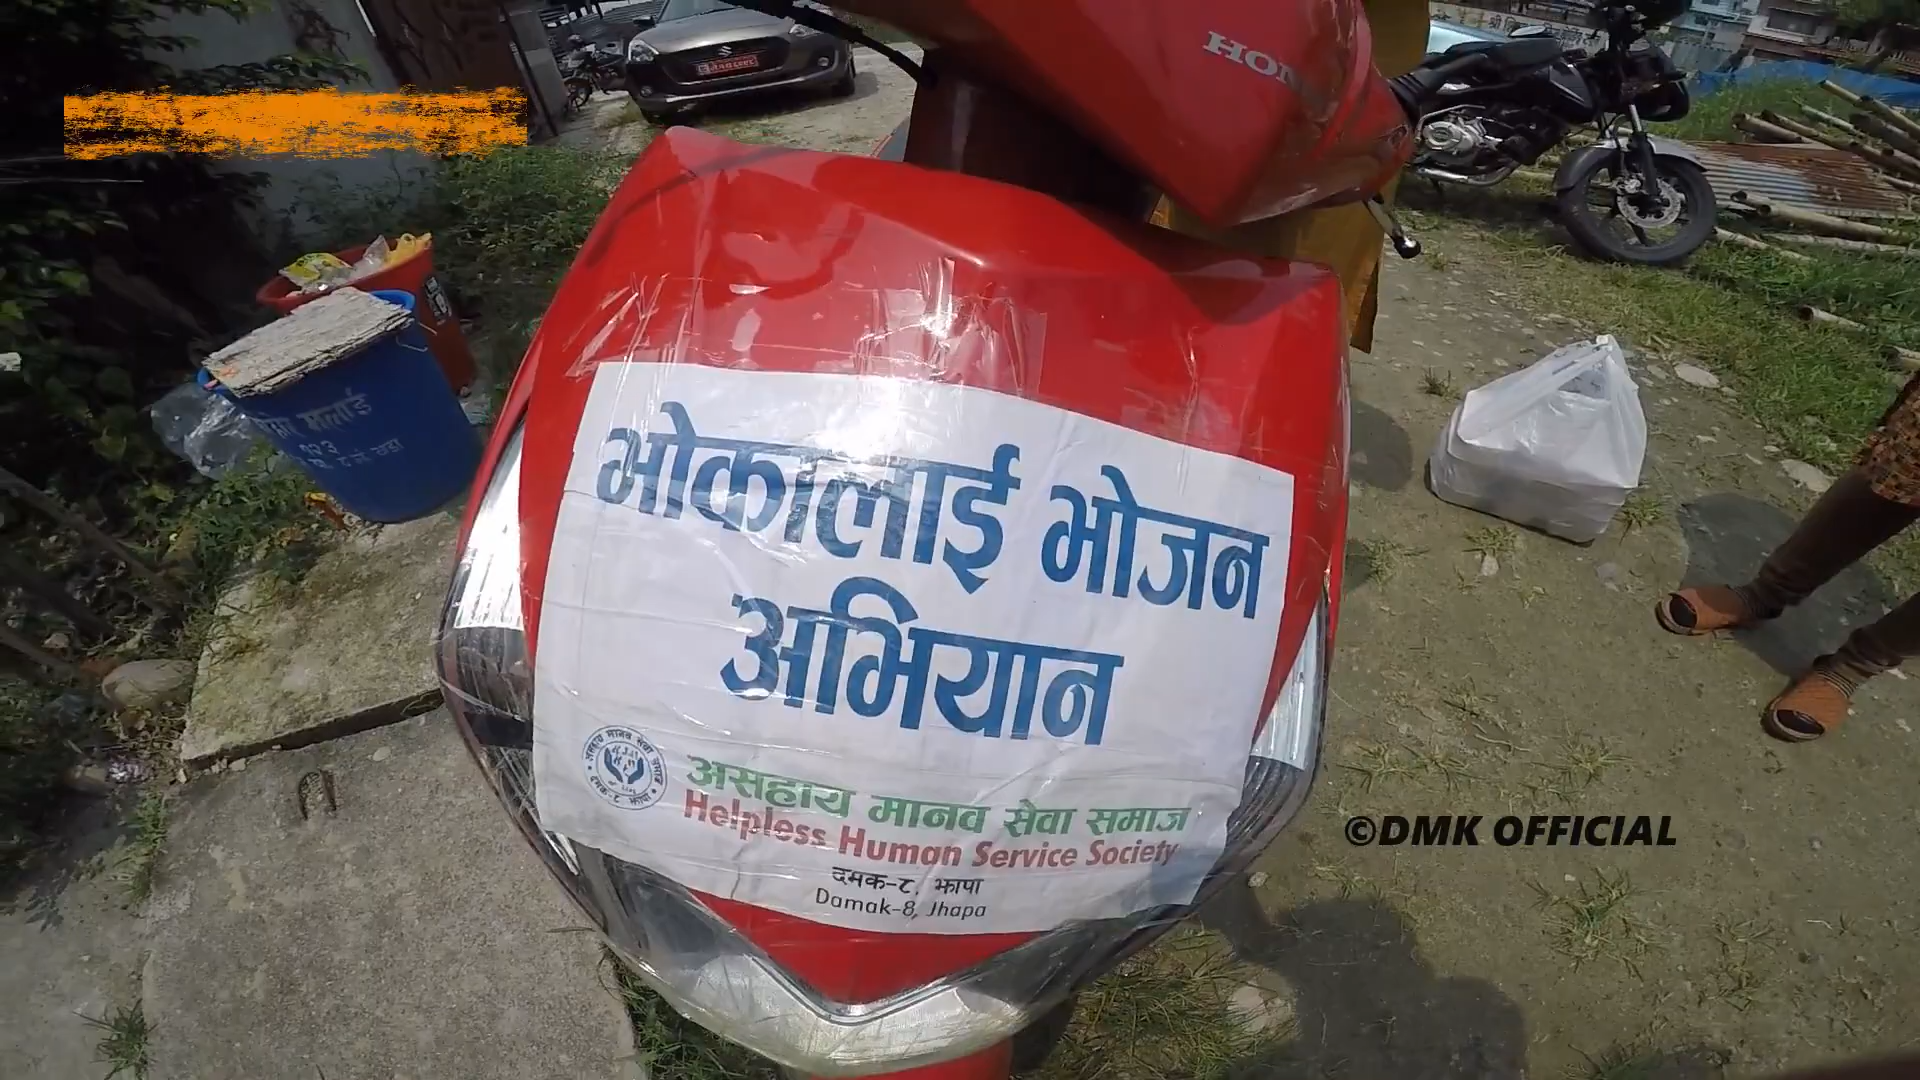 HON
भोकालाई भोजन
अभियान
असहाय मानव सेवा समाज
Helpless Human Service Society
दमक-८, झापा
Damak-8, Jhapa
©DMK OFFICIAL